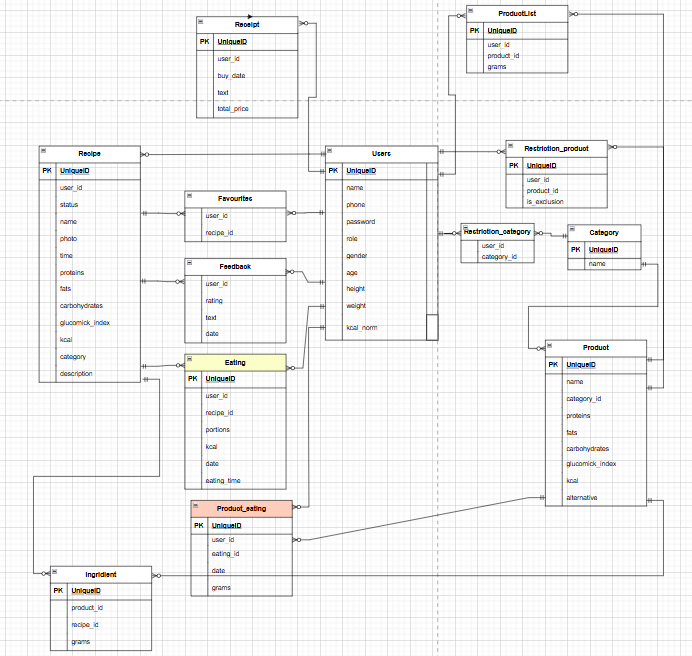 Receipt
PK UniqueID
user_id
buy_date
text
total_price
ProductList
PK UniqueID
user_id
product_id
grams
Recipe
PK UniqueID
user_id
status
name
photo
time
proteins
fats
carbohydrates
glucomick_index
kcal
category
description
Favourites
user_id
recipe_id
Feedback
user_id
rating
text
date
Eating
PK UniqueID
user_id
recipe_id
portions
kcal
date
eating_time
Product_eating
PK UniqueID
user_id
eating_id
date
grams
Users
PK UniqueID
name
phone
password
role
gender
age
height
weight
kcal_norm
Restriction_product
PK UniqueID
user_id
product_id
is_exclusion
Restriction_category
user_id
category_id
Category
PK UniqueID
name
Product
PK UniqueID
name
category_id
proteins
fats
carbohydrates
glucomick_index
kcal
alternative
Ingridient
PK UniqueID
product_id
recipe_id
grams